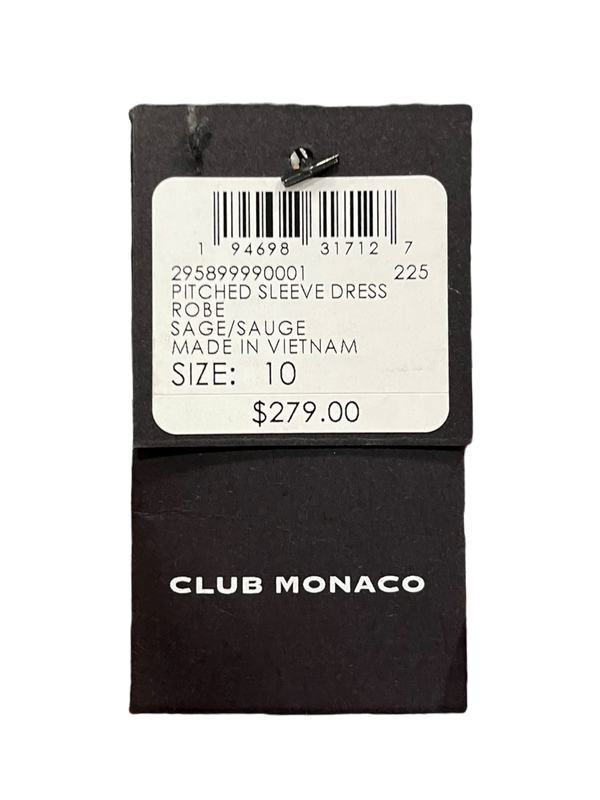 1 94698 31712 7
295899990001 225
PITCHED SLEEVE DRESS
ROBE
SAGE/SAUGE
MADE IN VIETNAM
SIZE: 10
$279.00
CLUB MONACO